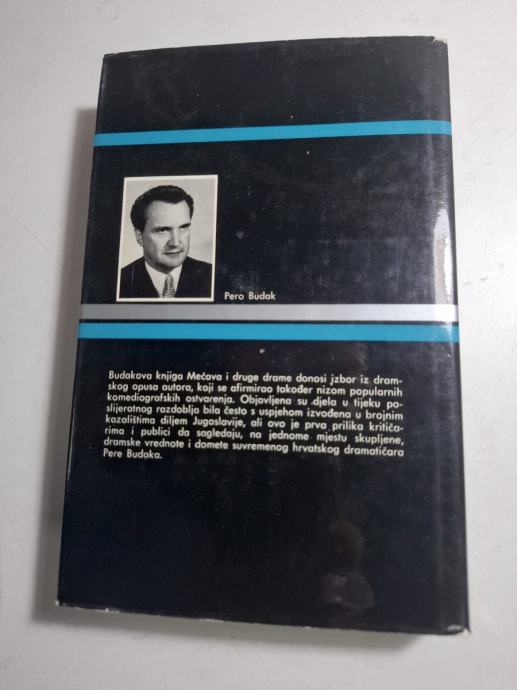 Pero Budak
Budakova knjiga Mećava i druge drame donosi jzbor iz dram-
skog opusa autora, koji se afirmirao također nizom popularnih
komediografskih ostvarenja. Objavljena su djela u tijeku po-
slijeratnog razdoblja bila često s uspjehom izvođena u brojnim
kazalištima diljem Jugoslavije, ali ovo je prva prilika kritiča-
rima i publici da sagledaju, na jednome mjestu skupljene,
dramske vrednote i domete suvremenog hrvatskog dramatičara
Pere Budaka.